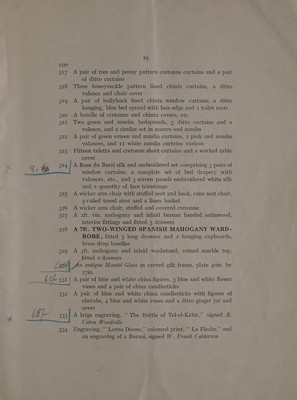 29
LOT
317 A pair of tree and peony pattern cretonne curtains and a pair
of ditto curtains
318 Three honeysuckle pattern lined chintz curtains, a ditto
valance and chair cover
319 A pair of hollyhock lined chintz window curtains, a ditto
hanging, blue bed spread with lace edge and 2 toilet mats
320 A bundle of cretonne and chintz covers, etc.
321 Two green and muslin bedspreads, 3 ditto curtains and a
valence, and a similar set in mauve and muslin
322 A pair of green sateen and muslin curtains, 2 pink and muslin
valances, and 11 white muslin curtains various
323 Fifteen taffetta and cretonne short curtains and a worked table
cover
324 A Rose du Barri silk and embroidered set comprising 3 pairs of
window curtains, a complete set of bed drapery with
valances, etc., and 3 screen panels embroidered white silk
and a quantity of lace trimmings
325 A wicker arm chair with stuffed seat and back, cane seat chair,
5-railed towel airer and a linen basket
326 A wicker arm chair, stuffed and covered cretonne
327 A 2ft. 6in. mahogany and inlaid bureau banded satinwood,
interior fittings and fitted 3 drawers
328 A 7ft. TWO-WINGED SPANISH MAHOGANY WARD-
ROBE, fitted 5 long drawers and 2 hanging cupboards,
brass drop handles
329 A 3ft. mahogany and inlaid washstand, raised marble top,
fitted 2 drawers
An antique Mantel Glass in carved gilt frame, plate 40in. by
27in.
331 A pair of blue and white china figures, 3 blue and white flower
vases and a pair of china candlesticks
332 A pair of blue and white china candlesticks with figures of
cherubs, 4 blue and white vases and a ditto ginger jar and
cover
333 A large engraving, "The Battle of Tel-el-Kebir," signed R.
Caton Woodville
334 Engraving, "Lorna Doone," coloured print, "La Fleche," and
an engraving of a Borzoi, signed W. Frank Calderon